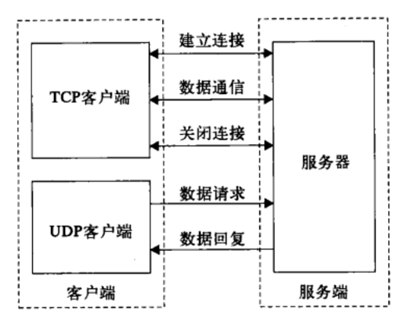 建立连接
TCP客户端
数据通信
关闭连接
服务器
数据请求
UDP客户端
数据回复
客户端
服务端